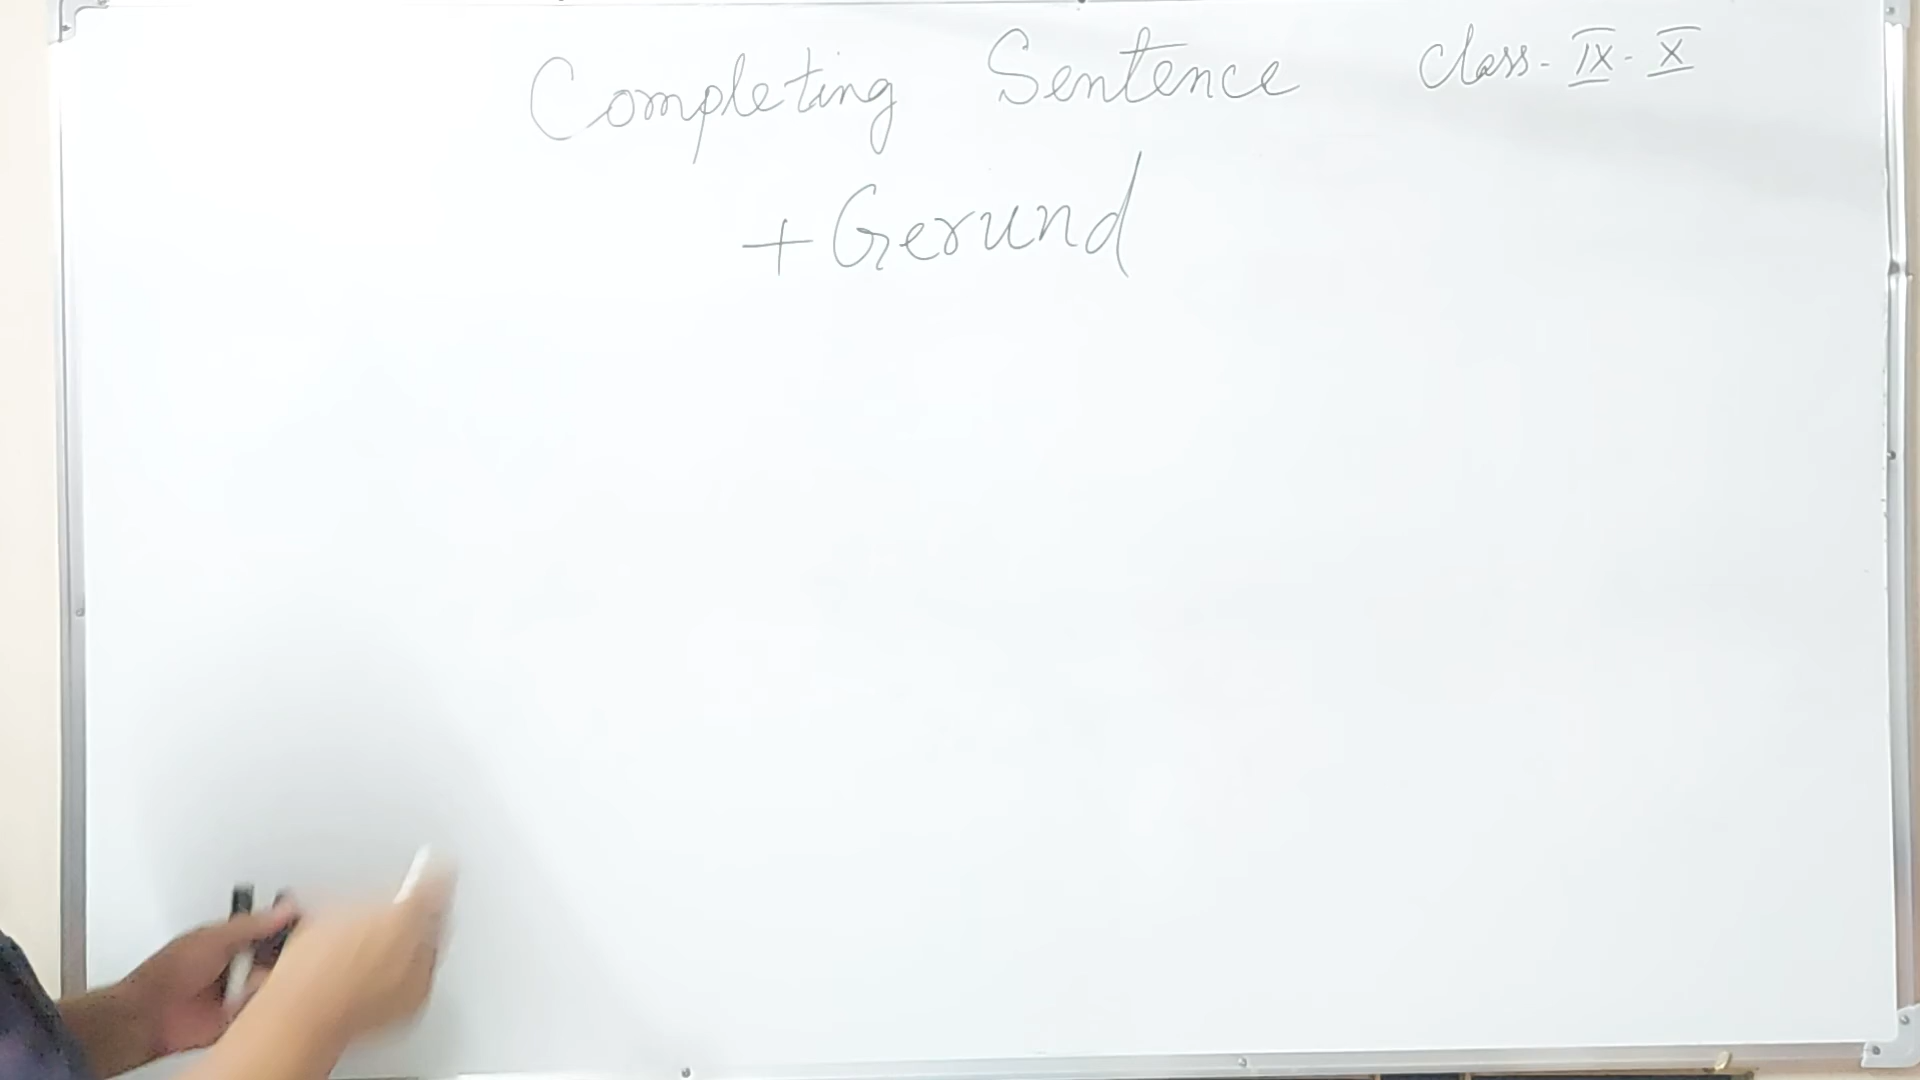 Completing Sentence Class - IX - X
+ Gerund